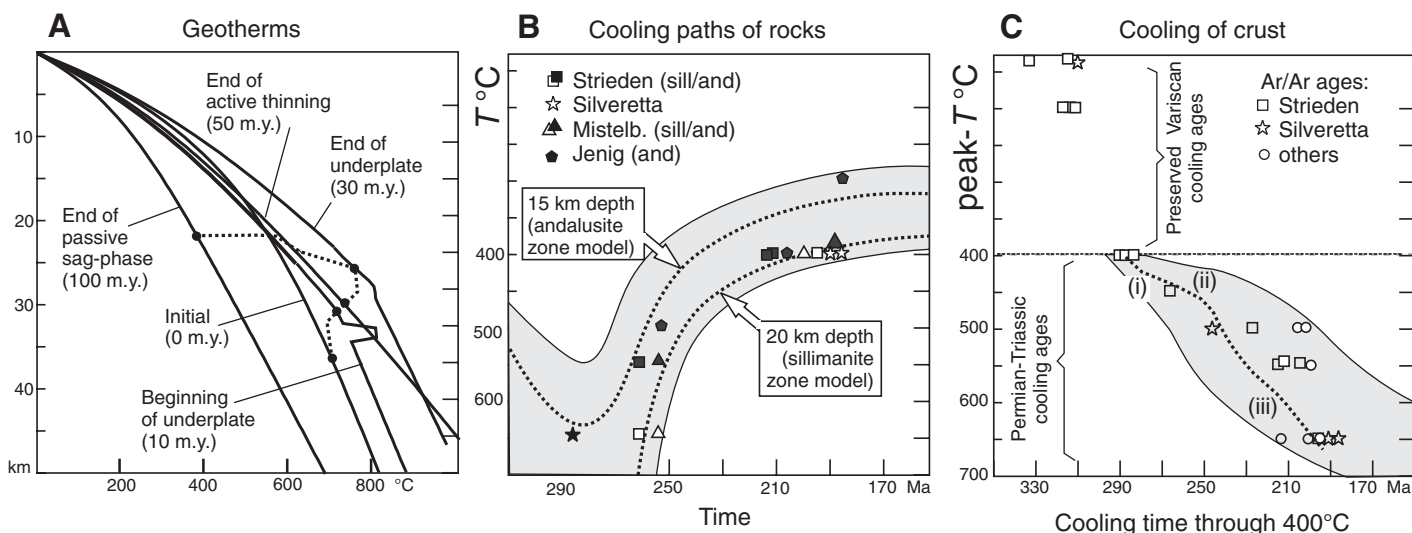 A
Geotherms
End of
active thinning
(50 m.y.)
End of
underplate
(30 m.y.)
End of
passive
sag-phase
(100 m.y.)
Initial
(0 m.y.)
Beginning
of underplate
(10 m.y.)
10
20
30
40
km
200
400
600
800
°C
B
Cooling paths of rocks
T °C
Strieden (sill/and)
Silveretta
Mistelb. (sill/and)
Jenig (and)
15 km depth
(andalusite
zone model)
20 km depth
(sillimanite
zone model)
400
500
600
290
250
210
170
Ma
Time
C
Cooling of crust
peak-T °C
Preserved Variscan
cooling ages
Ar/Ar ages:
Strieden
Silveretta
others
Permian-Triassic
cooling ages
(i)
(ii)
(iii)
400
500
600
700
330
290
250
210
170
Ma
Cooling time through 400°C